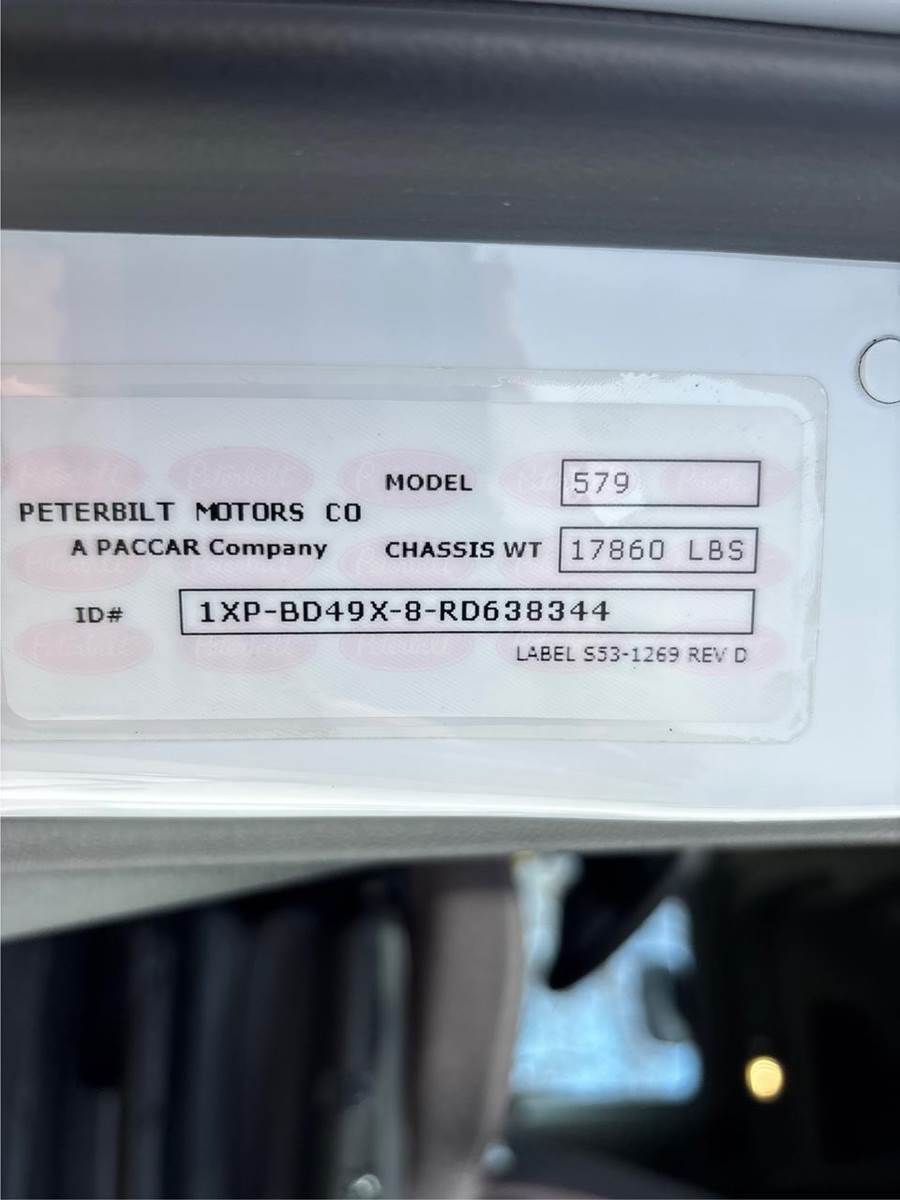 MODEL 579
PETERBILT MOTORS CO
A PACCAR Company
CHASSIS WT 17860 LBS
ID# 1XP-BD49X-8-RD638344
LABEL S53-1269 REV D